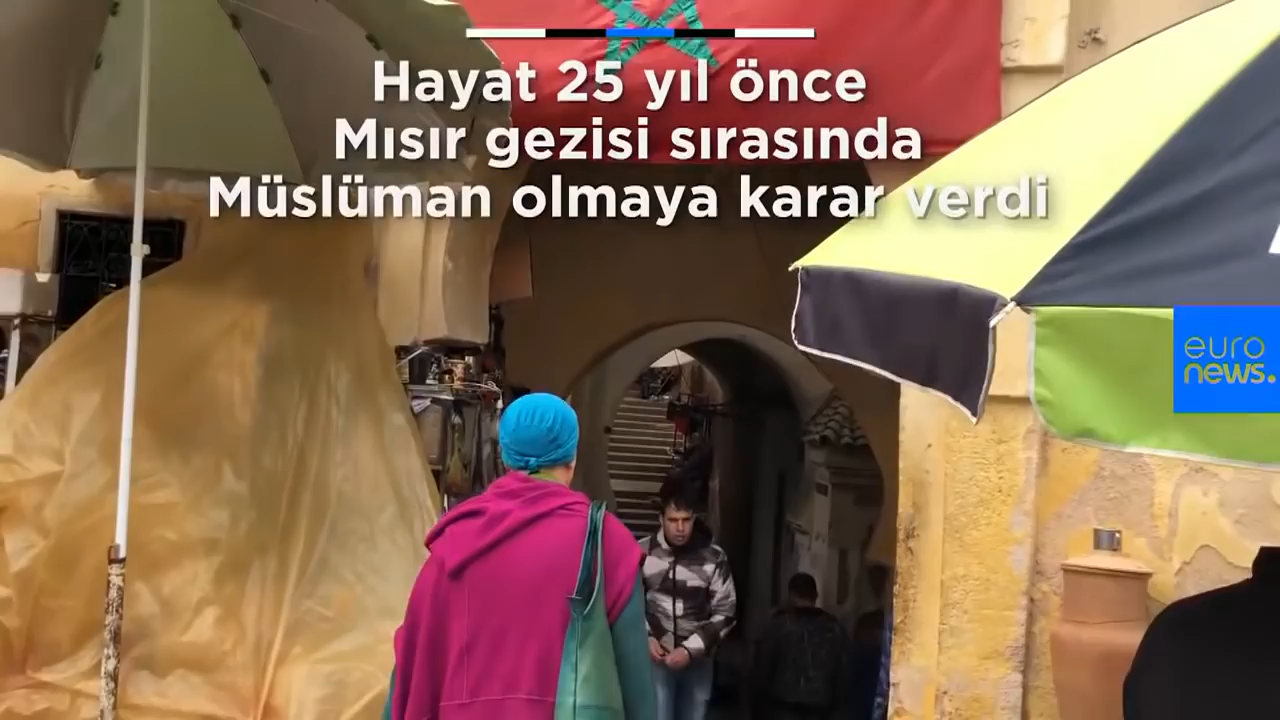 Hayat 25 yıl önce
Mısır gezisi sırasında
Müslüman olmaya karar verdi
euro
news.